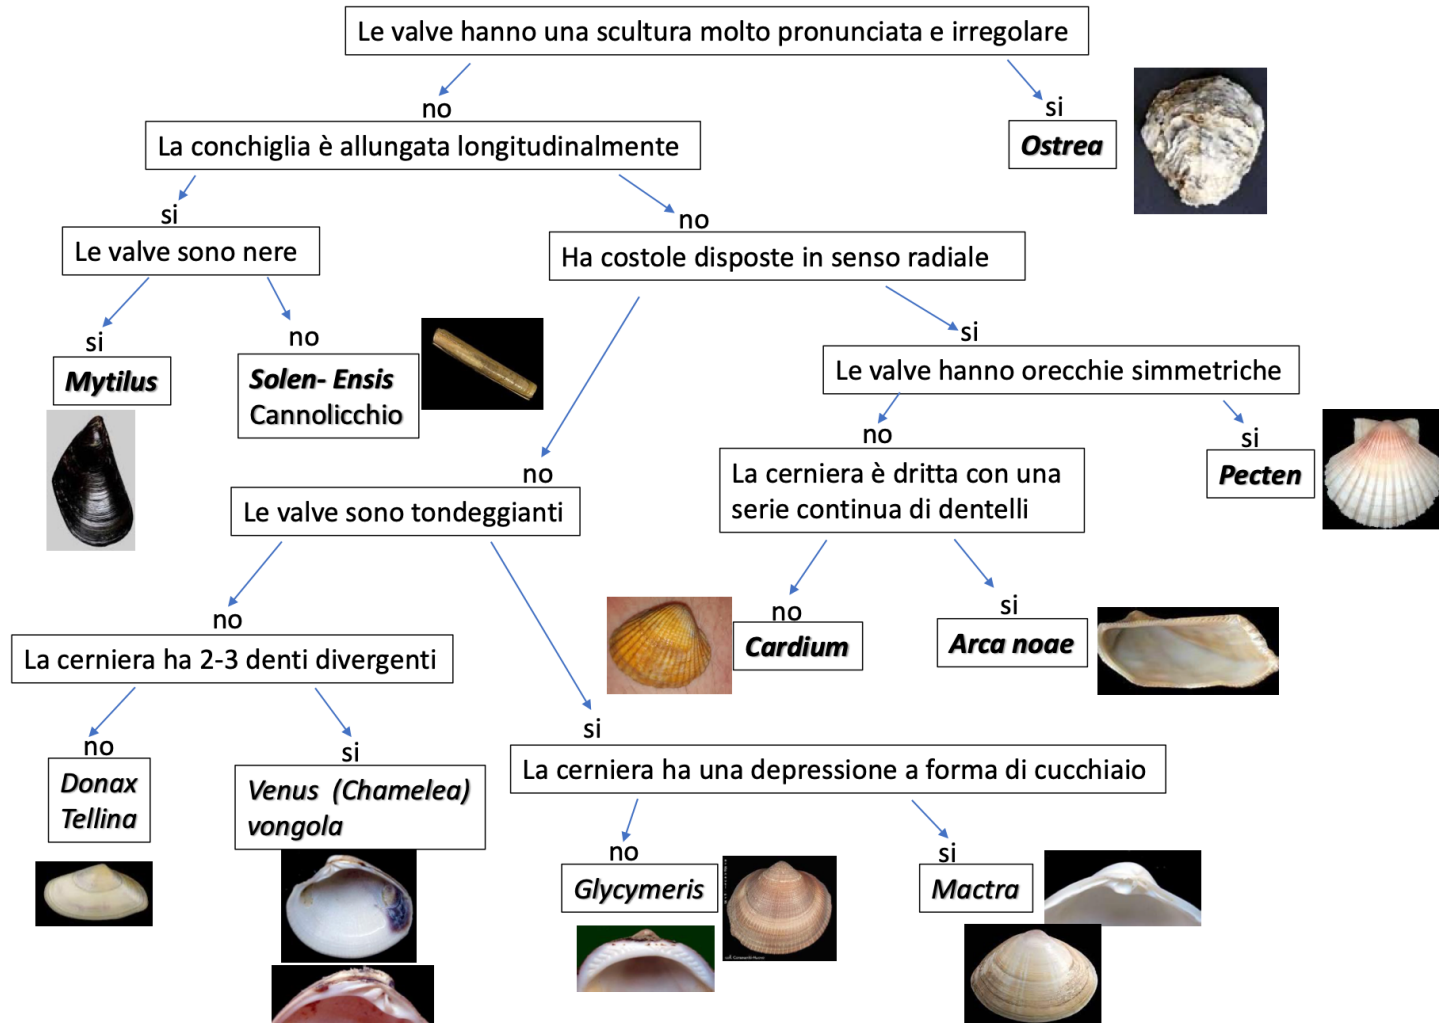 Le valve hanno una scultura molto pronunciata e irregolare
no
si
La conchiglia è allungata longitudinalmente
Ostrea
si
no
Le valve sono nere
Ha costole disposte in senso radiale
si
no
si
Mytilus
Solen- Ensis
Cannolicchio
Le valve hanno orecchie simmetriche
no
si
no
La cerniera è dritta con una
serie continua di dentelli
Pecten
Le valve sono tondeggianti
no
no
si
La cerniera ha 2-3 denti divergenti
Cardium
Arca noae
no
si
si
Donax
Tellina
Venus (Chamelea)
vongola
La cerniera ha una depressione a forma di cucchiaio
no
si
Glycymeris
Mactra